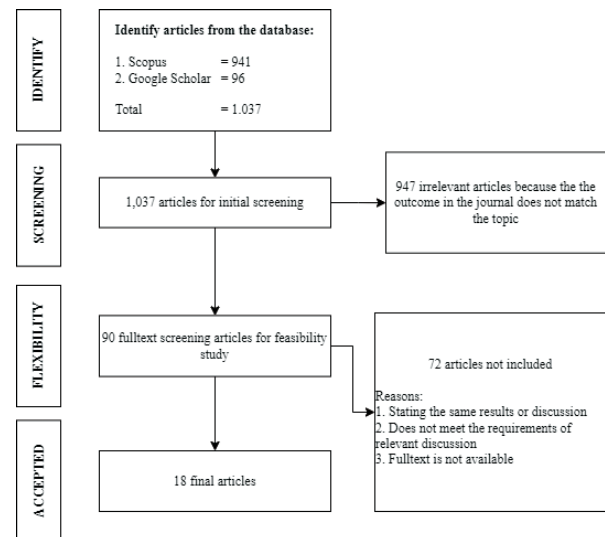 IDENTIFY
Identify articles from the database:
1. Scopus = 941
2. Google Scholar = 96
Total = 1.037
SCREENING
1,037 articles for initial screening
947 irrelevant articles because the the
outcome in the journal does not match
the topic
FLEXIBILITY
90 fulltext screening articles for feasibility
study
72 articles not included
Reasons:
1. Stating the same results or discussion
2. Does not meet the requirements of
relevant discussion
3. Fulltext is not available
ACCEPTED
18 final articles